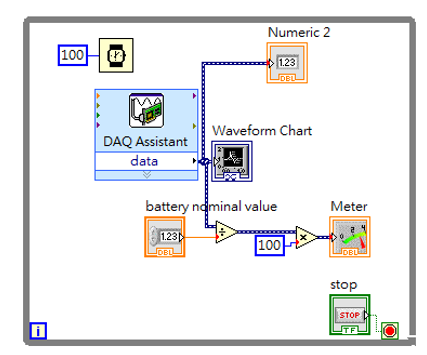 Numeric 2
100
1.23
DBL
DAQ Assistant
data
Waveform Chart
battery nominal value
Meter
1.23
DBL
100
DBL
stop
STOP
TF
i